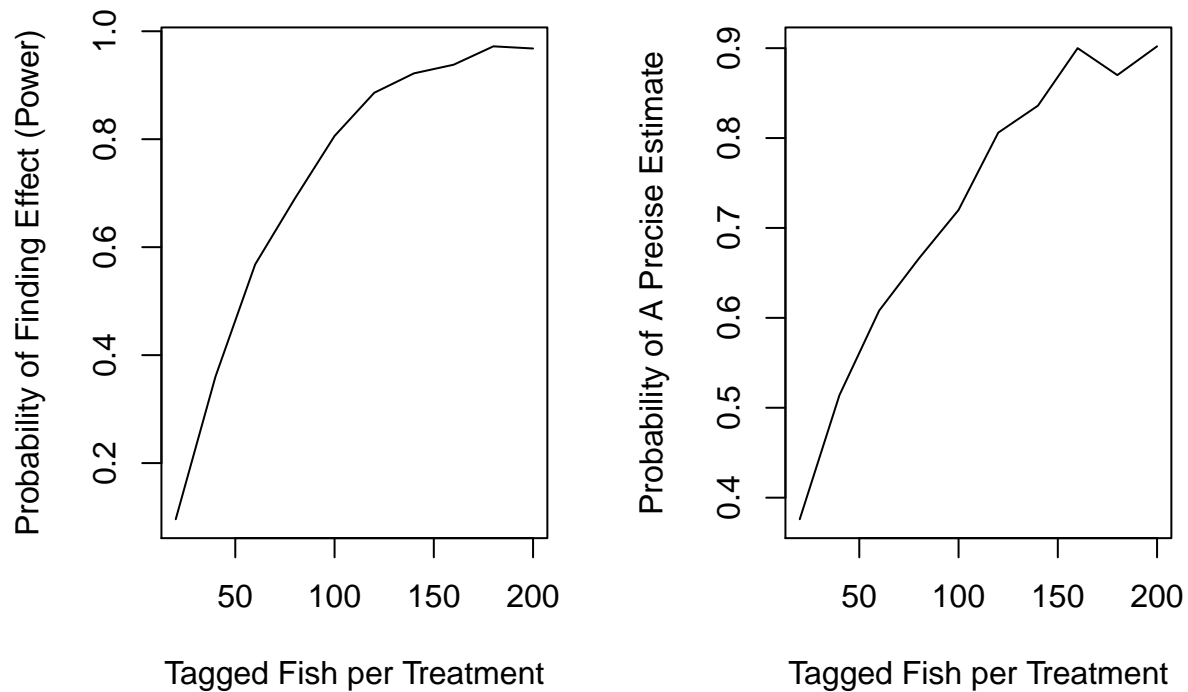 Probability of Finding Effect (Power)
1.0
0.8
0.6
0.4
0.2
50 100 150 200
Tagged Fish per Treatment
Probability of A Precise Estimate
0.9
0.8
0.7
0.6
0.5
0.4
50 100 150 200
Tagged Fish per Treatment